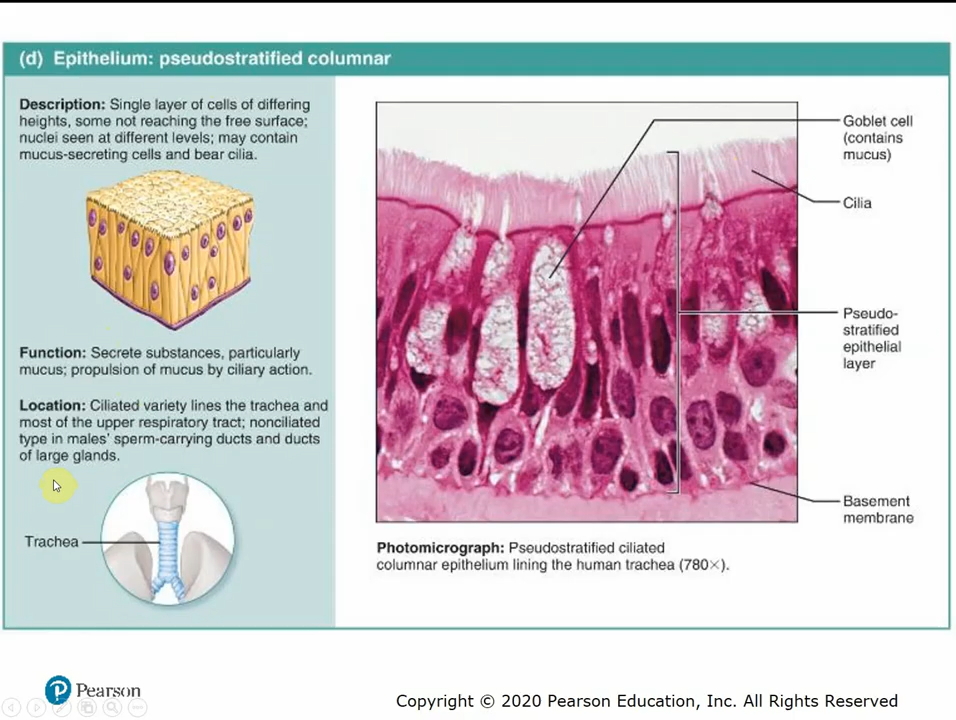 (d) Epithelium: pseudostratified columnar
Description: Single layer of cells of differing
heights, some not reaching the free surface;
nuclei seen at different levels; may contain
mucus-secreting cells and bear cilia.
Function: Secrete substances, particularly
mucus; propulsion of mucus by ciliary action.
Location: Ciliated variety lines the trachea and
most of the upper respiratory tract; nonciliated
type in males' sperm-carrying ducts and ducts
of large glands.
Trachea
Goblet cell
(contains
mucus)
Cilia
Pseudo-
stratified
epithelial
layer
Basement
membrane
Photomicrograph: Pseudostratified ciliated
columnar epithelium lining the human trachea (780×).
P Pearson
Copyright © 2020 Pearson Education, Inc. All Rights Reserved